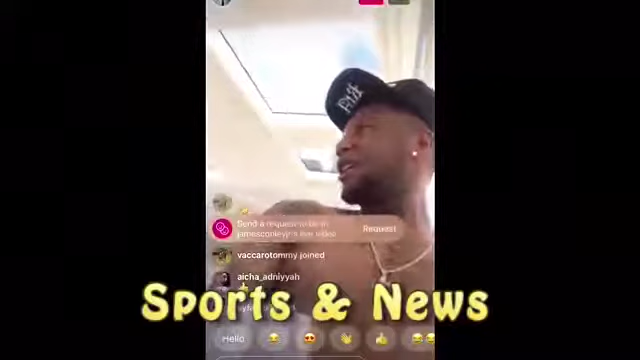 Send a request to be in
jamesconleyjr's live video
Request
vaccarotommy joined
aicha_adniyyah
Sports & News
Hello